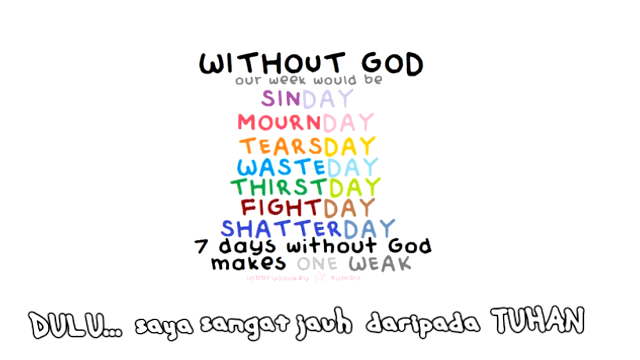 WITHOUT GOD
our week would be
SINDAY
MOURNDAY
TEARSDAY
WASTEDAY
THIRSTDAY
FIGHTDAY
SHATTERDAY
7 days without God
makes ONE WEAK
DULU... saya sangat jauh daripada TUHAN